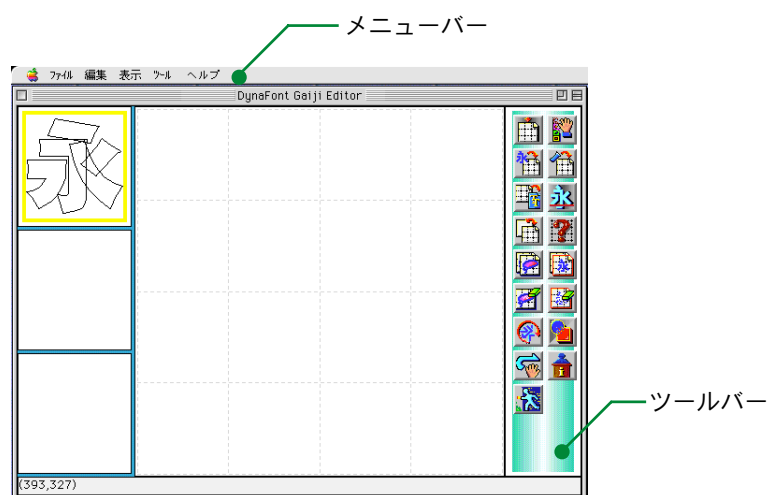 メニューバー
ファイル 編集 表示 ツール ヘルプ
DynaFont Gaiji Editor
永
ツールバー
(393,327)